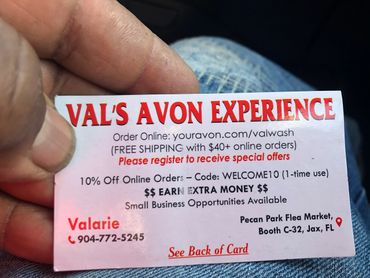 VAL'S AVON EXPERIENCE
Order Online: youravon.com/valwash
(FREE SHIPPING with $40+ online orders)
Please register to receive special offers
10% Off Online Orders – Code: WELCOME10 (1-time use)
$$ EARN EXTRA MONEY $$
Small Business Opportunities Available
Valarie
904-772-5245
Pecan Park Flea Market,
Booth C-32, Jax, FL
See Back of Card